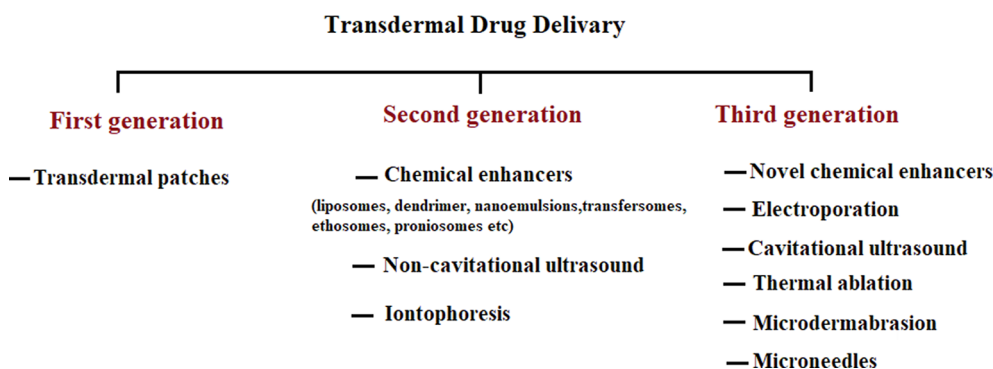 Transdermal Drug Delivary
First generation
Transdermal patches
Second generation
Chemical enhancers
(liposomes, dendrimer, nanoemulsions,transfersomes,
ethosomes, proniosomes etc)
Non-cavitational ultrasound
Iontophoresis
Third generation
Novel chemical enhancers
Electroporation
Cavitational ultrasound
Thermal ablation
Microdermabrasion
Microneedles